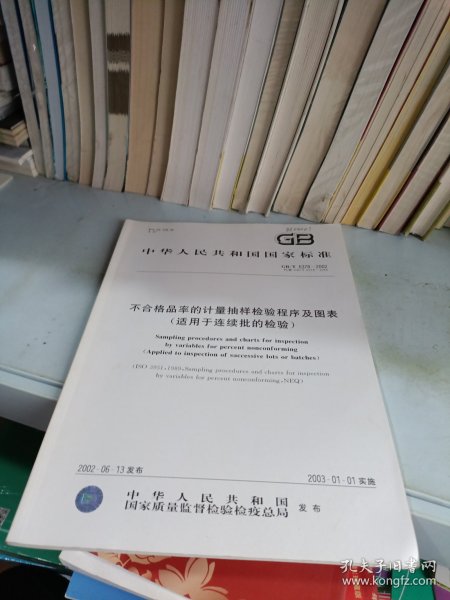 GB
中华人民共和国国家标准
GB/T 6378—2002
不合格品率的计量抽样检验程序及图表
(适用于连续批的检验)
Sampling procedures and charts for inspection
by variables for percent nonconforming
(Applied to inspection of successive lots or batches)
(ISO 3951:1989, Sampling procedures and charts for inspection
by variables for percent nonconforming, NEQ)
2002-06-13 发布
2003-01-01 实施
中华人民共和国
国家质量监督检验检疫总局 发布
孔夫子旧书网
www.kongfz.com